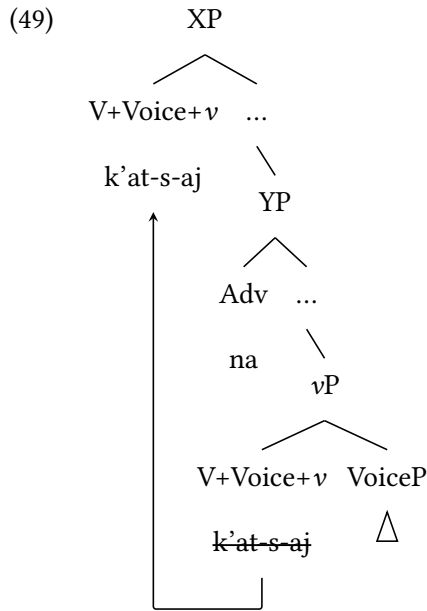 (49) XP
V+Voice+v ...
k'at-s-aj
YP
Adv ...
na
vP
V+Voice+v VoiceP
k'at-s-aj